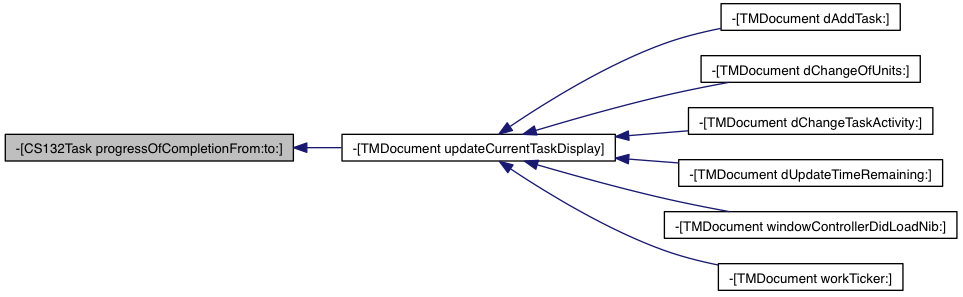 -[TMDocument dAddTask:]
-[TMDocument dChangeOfUnits:]
-[TMDocument dChangeTaskActivity:]
-[CS132Task progressOfCompletionFrom:to:]
-[TMDocument updateCurrentTaskDisplay]
-[TMDocument dUpdateTimeRemaining:]
-[TMDocument windowControllerDidLoadNib:]
-[TMDocument workTicker:]